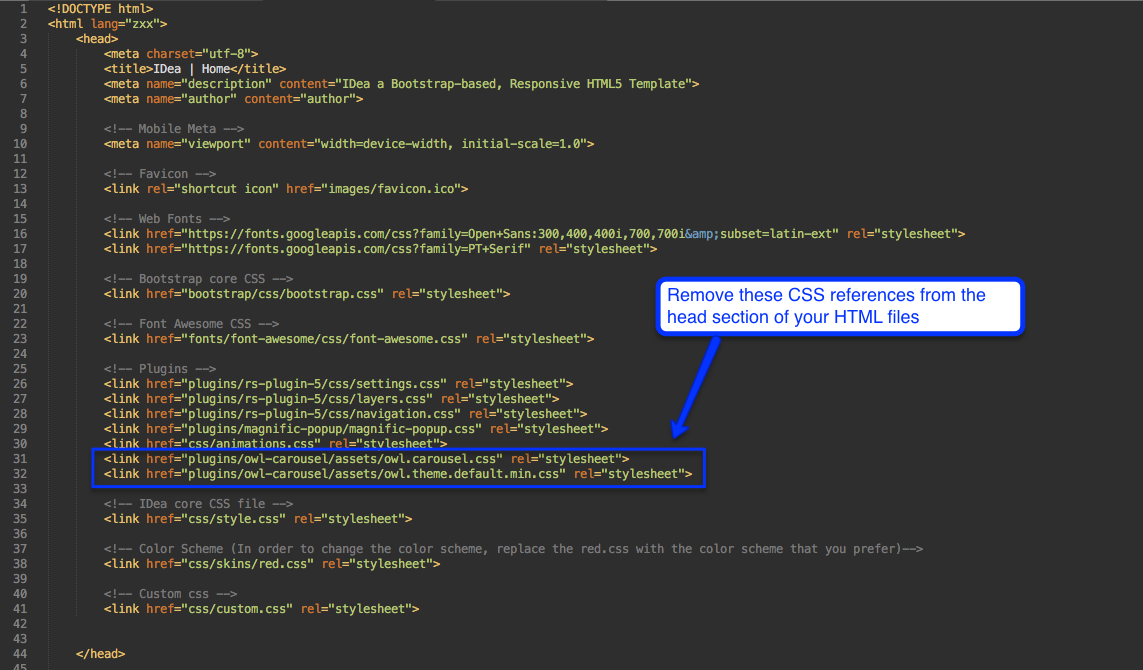 1 <!DOCTYPE html>
2 <html lang="zxx">
3 <head>
4 <meta charset="utf-8">
5 <title>IDea | Home</title>
6 <meta name="description" content="IDea a Bootstrap-based, Responsive HTML5 Template">
7 <meta name="author" content="author">
8
9 <!-- Mobile Meta -->
10 <meta name="viewport" content="width=device-width, initial-scale=1.0">
11
12 <!-- Favicon -->
13 <link rel="shortcut icon" href="images/favicon.ico">
14
15 <!-- Web Fonts -->
16 <link href="https://fonts.googleapis.com/css?family=Open+Sans:300,400,400i,700,700i&amp;subset=latin-ext" rel="stylesheet">
17 <link href="https://fonts.googleapis.com/css?family=PT+Serif" rel="stylesheet">
18
19 <!-- Bootstrap core CSS -->
20 <link href="bootstrap/css/bootstrap.css" rel="stylesheet">
21
22 <!-- Font Awesome CSS -->
23 <link href="fonts/font-awesome/css/font-awesome.css" rel="stylesheet">
24
25 <!-- Plugins -->
26 <link href="plugins/rs-plugin-5/css/settings.css" rel="stylesheet">
27 <link href="plugins/rs-plugin-5/css/layers.css" rel="stylesheet">
28 <link href="plugins/rs-plugin-5/css/navigation.css" rel="stylesheet">
29 <link href="plugins/magnific-popup/magnific-popup.css" rel="stylesheet">
30 <link href="css/animations.css" rel="stylesheet">
31 <link href="plugins/owl-carousel/assets/owl.carousel.css" rel="stylesheet">
32 <link href="plugins/owl-carousel/assets/owl.theme.default.min.css" rel="stylesheet">
33
34 <!-- IDea core CSS file -->
35 <link href="css/style.css" rel="stylesheet">
36
37 <!-- Color Scheme (In order to change the color scheme, replace the red.css with the color scheme that you prefer)-->
38 <link href="css/skins/red.css" rel="stylesheet">
39
40 <!-- Custom css -->
41 <link href="css/custom.css" rel="stylesheet">
42
43
44 </head>
45
Remove these CSS references from the
head section of your HTML files